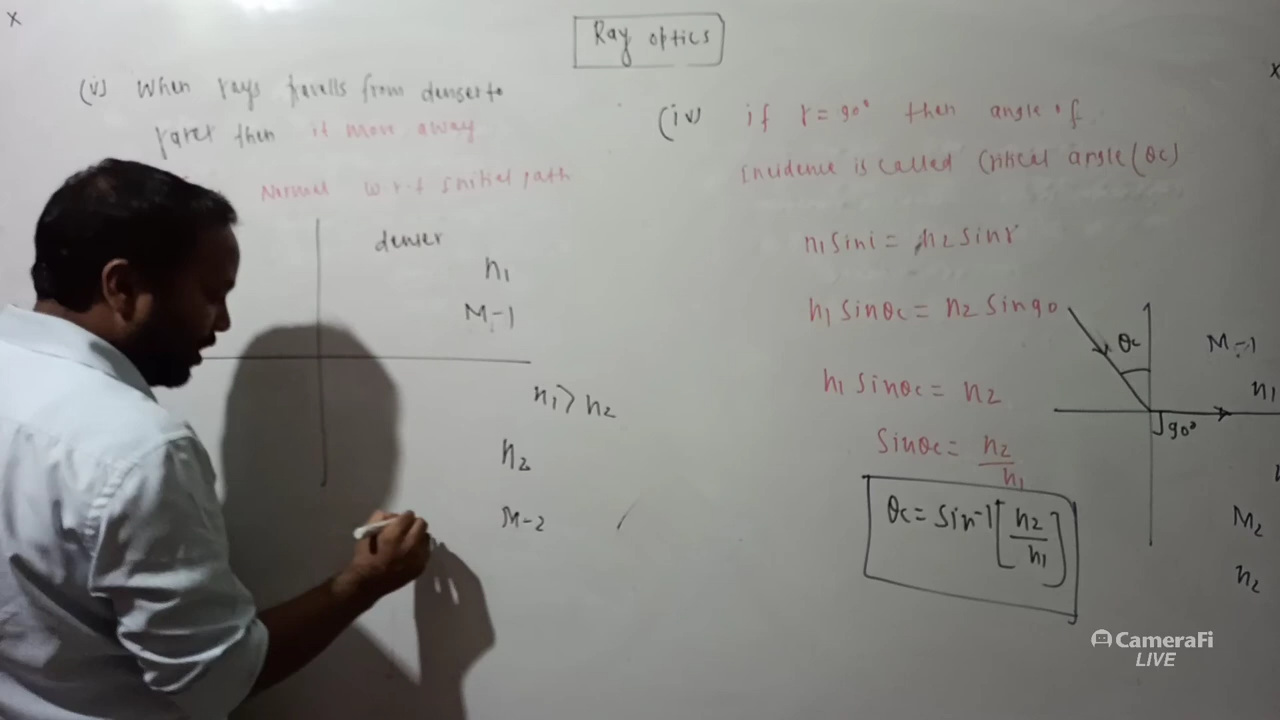 Ray optics
(v) When rays travells from denser to
rarer then it move away
Normal w.r.t Initial path
denser
n1
M-1
n1 > n2
n2
M-2
(iv) if r = 90° then angle of
Incidence is called Critical angle (θc)
n1 sini = n2 sinr
n1 sinθc = n2 Sin90
n1 sinθc = n2
Sinθc = n2/n1
θc = sin-1[n2/n1]
θc
M-1
n1
90°
M2
n2
CameraFi
LIVE